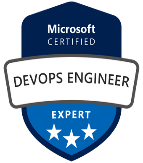 Microsoft
CERTIFIED
DEVOPS ENGINEER
EXPERT